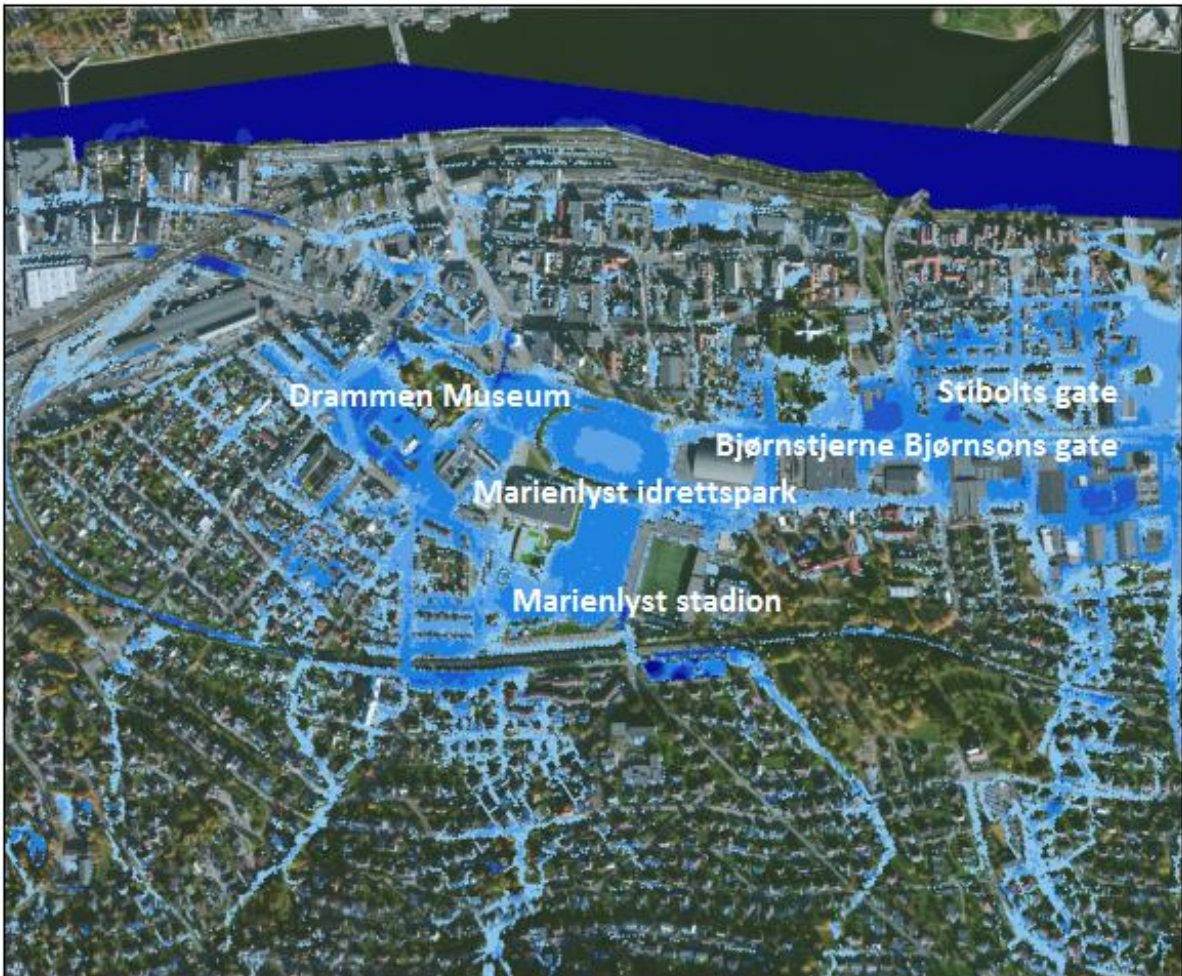 Drammen Museum
Stibolts gate
Bjørnstjerne Bjørnsons gate
Marienlyst idrettspark
Marienlyst stadion